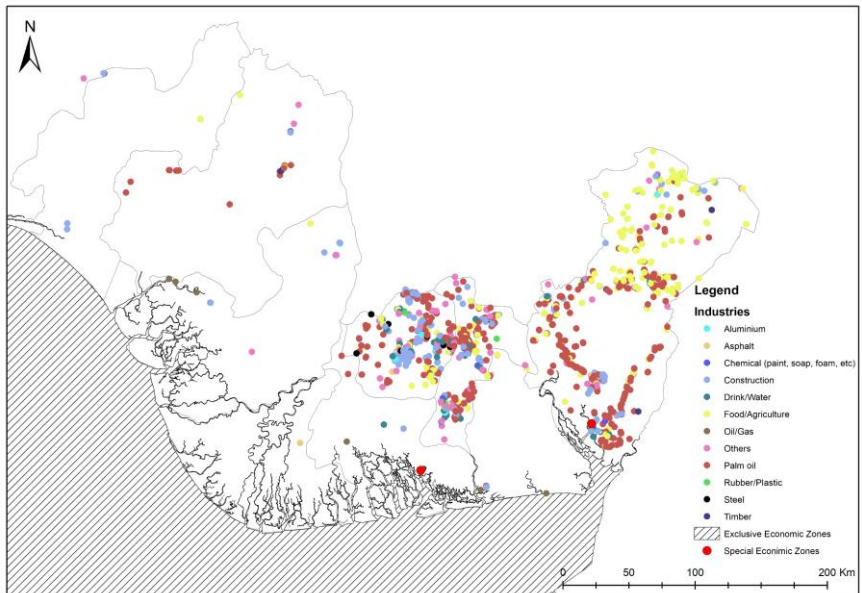 N
Legend
Industries
Aluminium
Asphalt
Chemical (paint, soap, foam, etc)
Construction
Drink/Water
Food/Agriculture
Oil/Gas
Others
Palm oil
Rubber/Plastic
Steel
Timber
Exclusive Economic Zones
Special Econimic Zones
0 50 100 200 Km